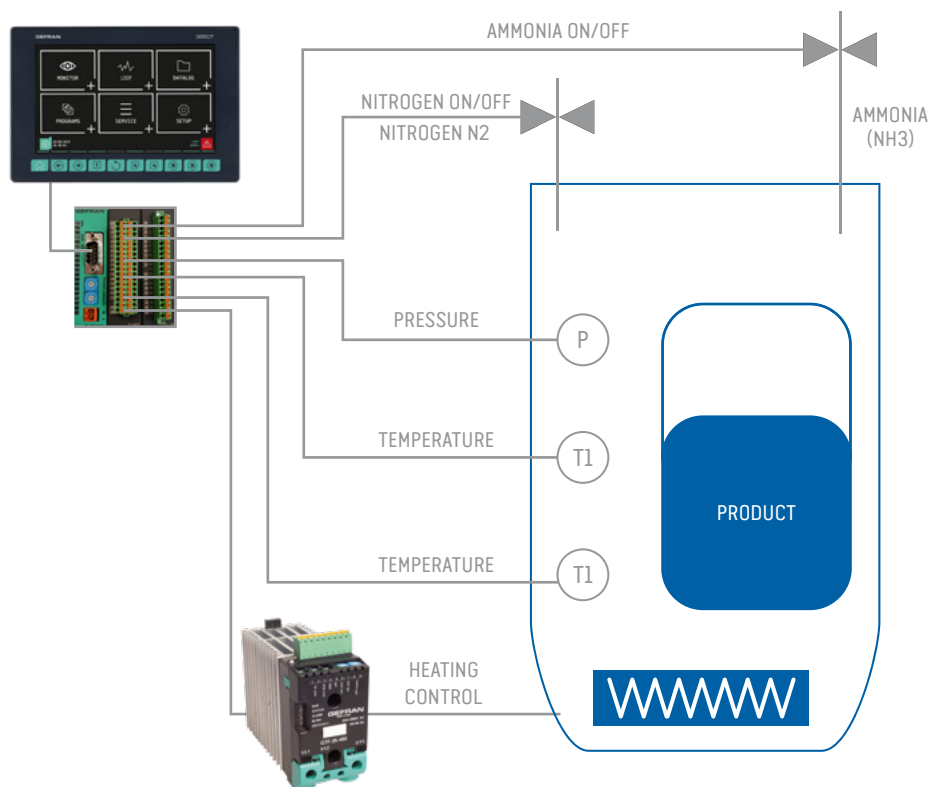 GEFRAN
MONITOR
LOOP
DATALOG
PROGRAMS
SERVICE
SETUP
AMMONIA ON/OFF
NITROGEN ON/OFF
NITROGEN N2
AMMONIA
(NH3)
GEFRAN
PRESSURE
P
TEMPERATURE
T1
PRODUCT
TEMPERATURE
T1
HEATING
CONTROL
GEFRAN